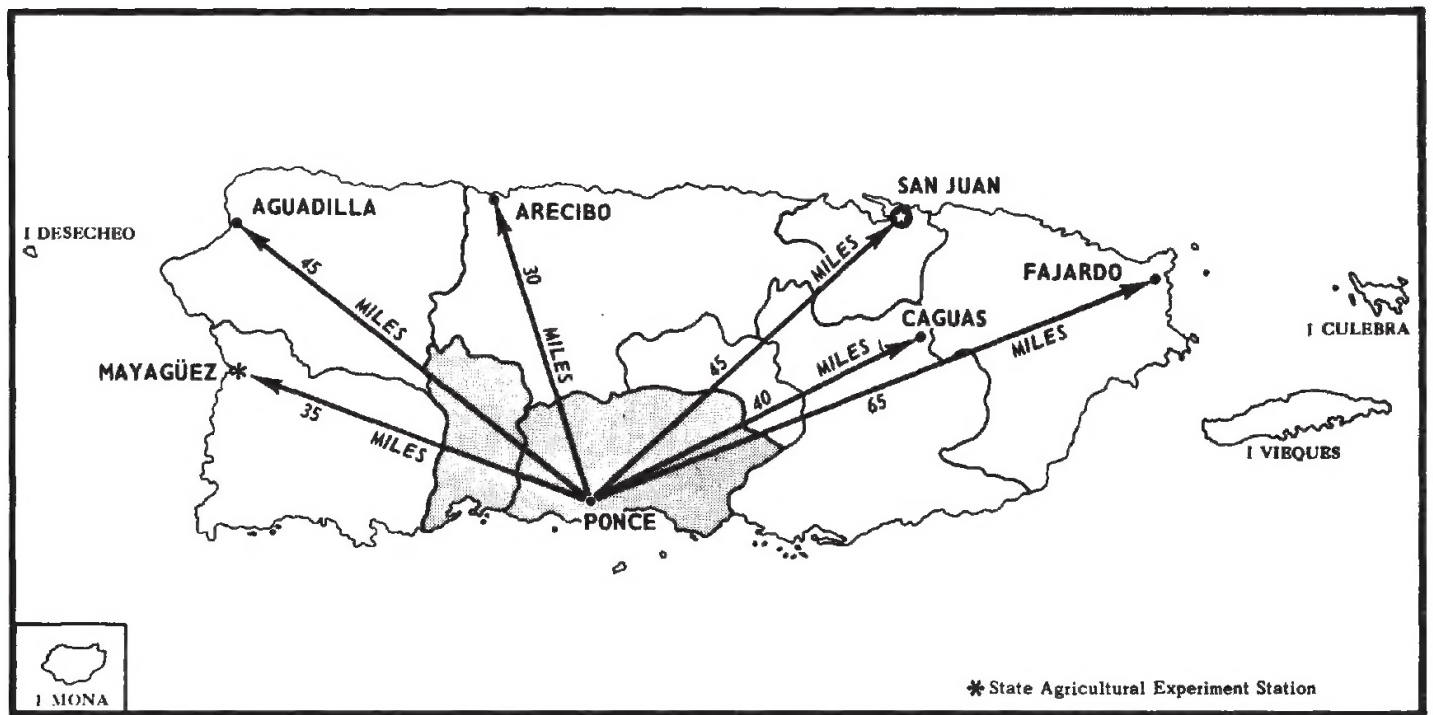 SAN JUAN
AGUADILLA
ARECIBO
I DESECHEO
FAJARDO
45 MILES
30 MILES
45 MILES
I CULEBRA
CAGUAS
MAYAGÜEZ
35 MILES
40 MILES
65 MILES
I VIEQUES
PONCE
I MONA
* State Agricultural Experiment Station